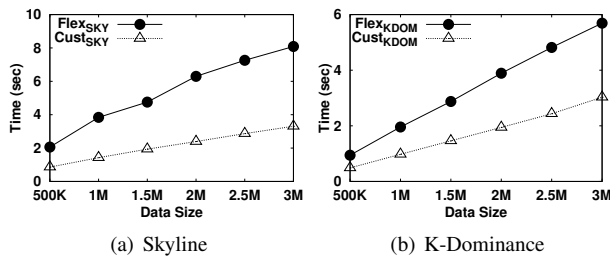 10
8
6
4
2
0
Time (sec)
Flex_SKY
Cust_SKY
500K 1M 1.5M 2M 2.5M 3M
Data Size
(a) Skyline
6
4
2
0
Time (sec)
Flex_KDOM
Cust_KDOM
500K 1M 1.5M 2M 2.5M 3M
Data Size
(b) K-Dominance